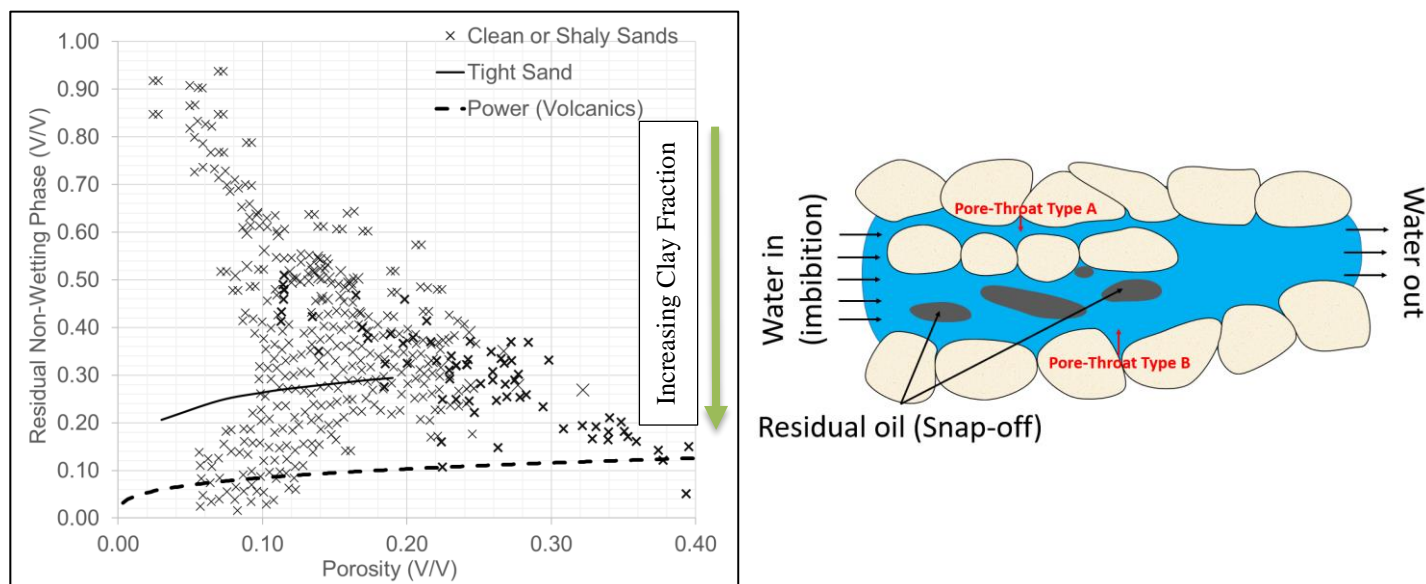 1.00
0.90
0.80
0.70
0.60
0.50
0.40
0.30
0.20
0.10
0.00
Residual Non-Wetting Phase (V/V)
0.00
0.10
0.20
0.30
0.40
Porosity (V/V)
Clean or Shaly Sands
Tight Sand
Power (Volcanics)
Increasing Clay Fraction
Water in
(imbibition)
Pore-Throat Type A
Pore-Throat Type B
Residual oil (Snap-off)
Water out